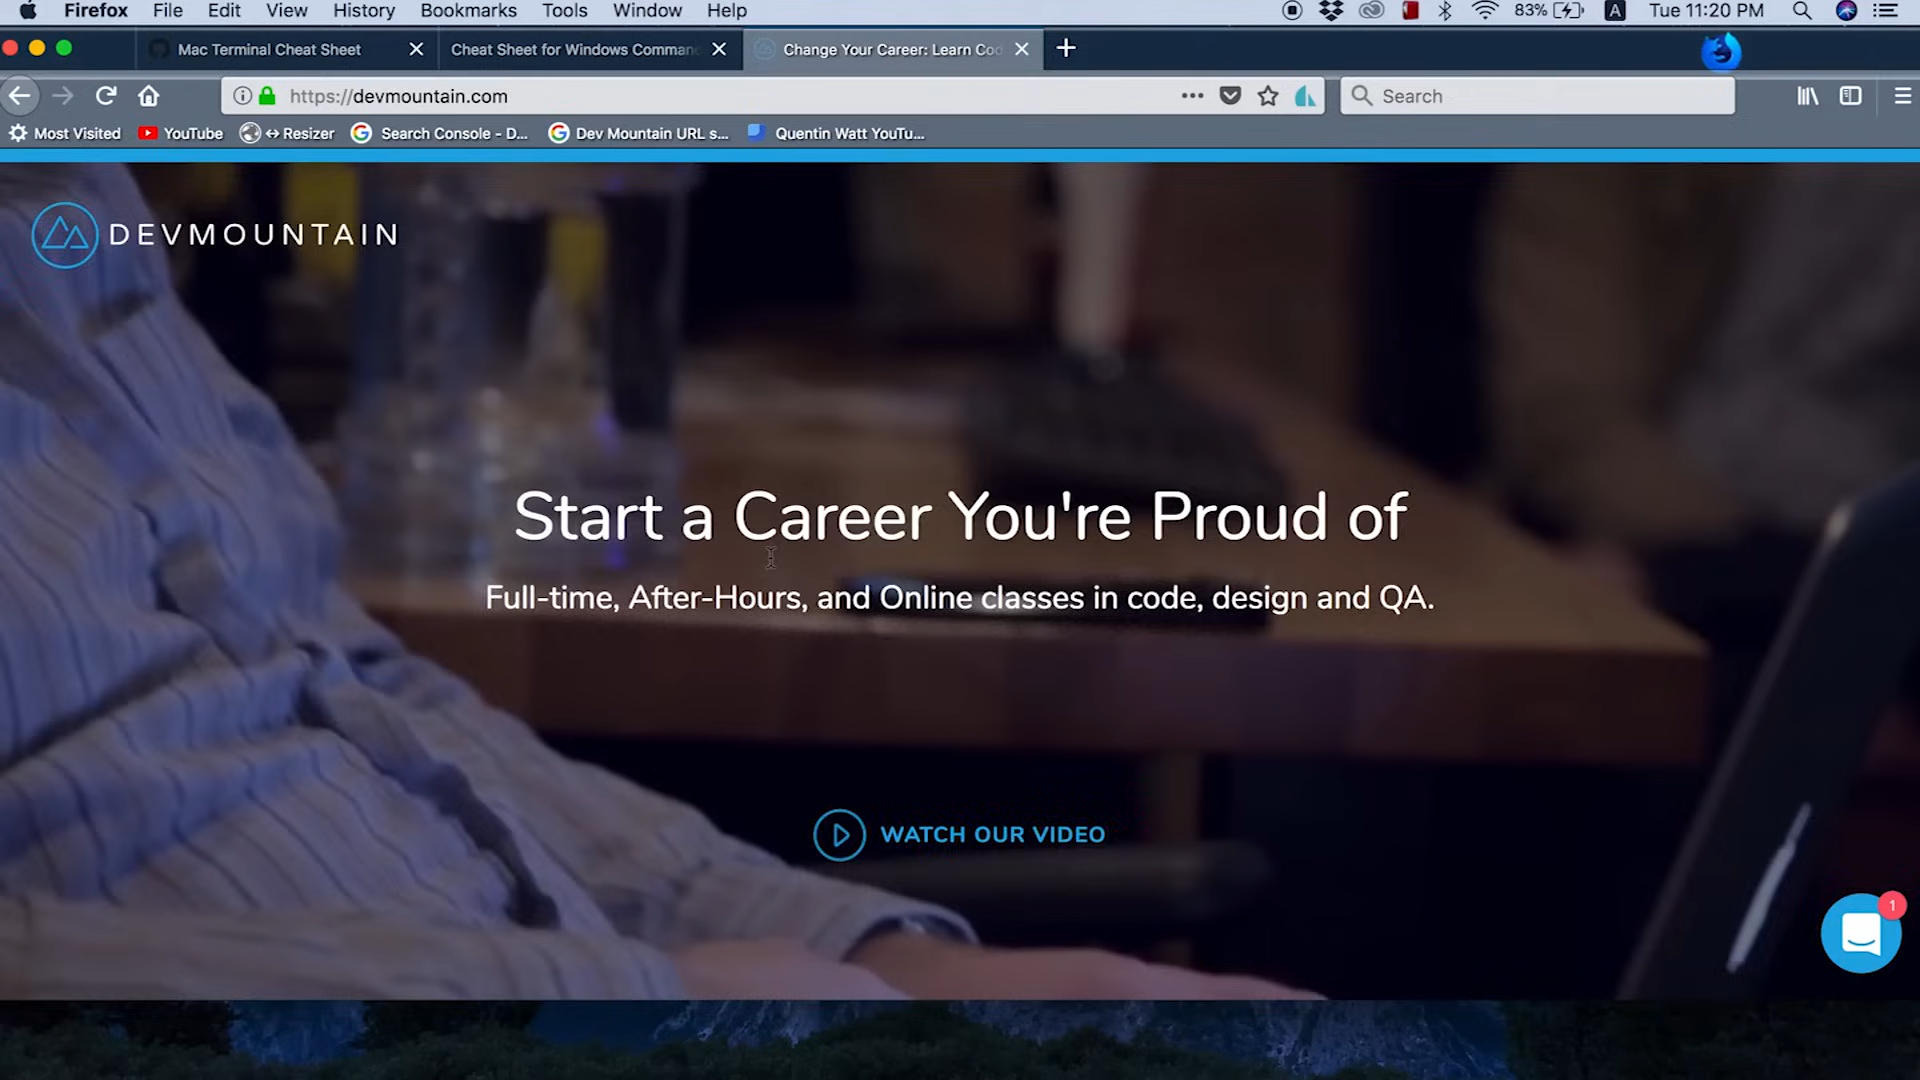 Firefox File Edit View History Bookmarks Tools Window Help 83% A Tue 11:20 PM
Mac Terminal Cheat Sheet Cheat Sheet for Windows Comman Change Your Career: Learn Cod
https://devmountain.com Search
Most Visited YouTube Resizer Search Console - D... Dev Mountain URL s... Quentin Watt YouTu...
DEVMOUNTAIN
Start a Career You're Proud of
Full-time, After-Hours, and Online classes in code, design and QA.
WATCH OUR VIDEO
1